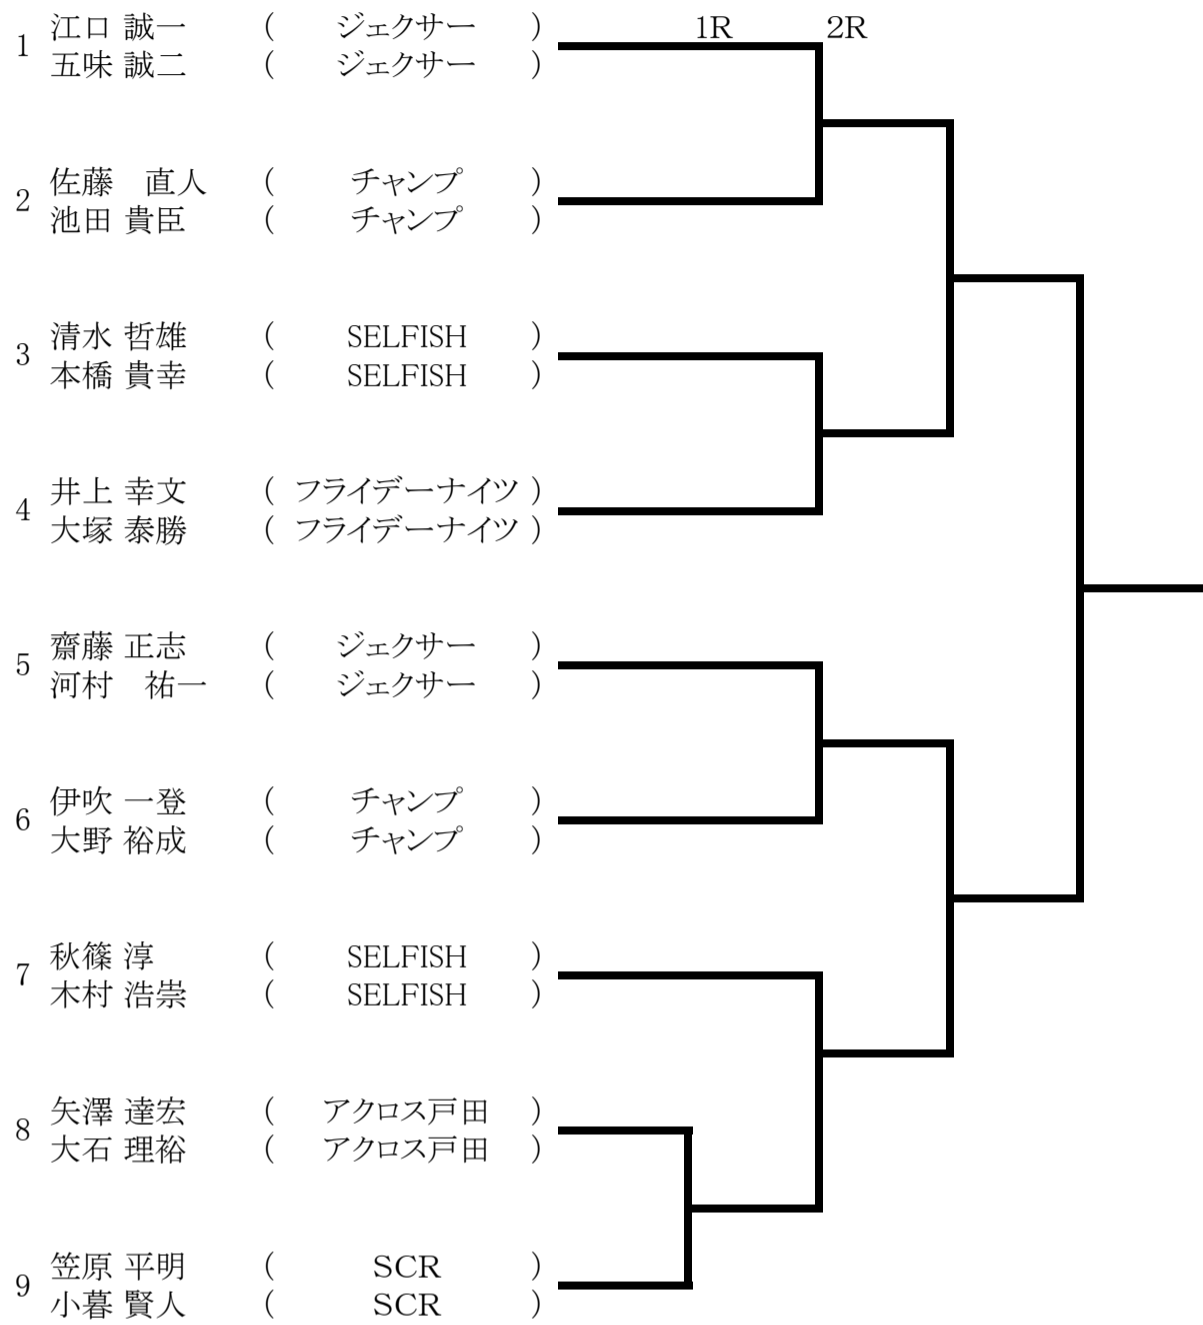 江口 誠一 ( ジェクサー ) 1R 2R
1
五味 誠二 ( ジェクサー )
佐藤　直人 ( チャンプ )
2
池田 貴臣 ( チャンプ )
清水 哲雄 ( SELFISH )
3
本橋 貴幸 ( SELFISH )
井上 幸文 ( フライデーナイツ )
4
大塚 泰勝 ( フライデーナイツ )
齋藤 正志 ( ジェクサー )
5
河村　祐一 ( ジェクサー )
伊吹 一登 ( チャンプ )
6
大野 裕成 ( チャンプ )
秋篠 淳 ( SELFISH )
7
木村 浩崇 ( SELFISH )
矢澤 達宏 ( アクロス戸田 )
8
大石 理裕 ( アクロス戸田 )
笠原 平明 ( SCR )
9
小暮 賢人 ( SCR )